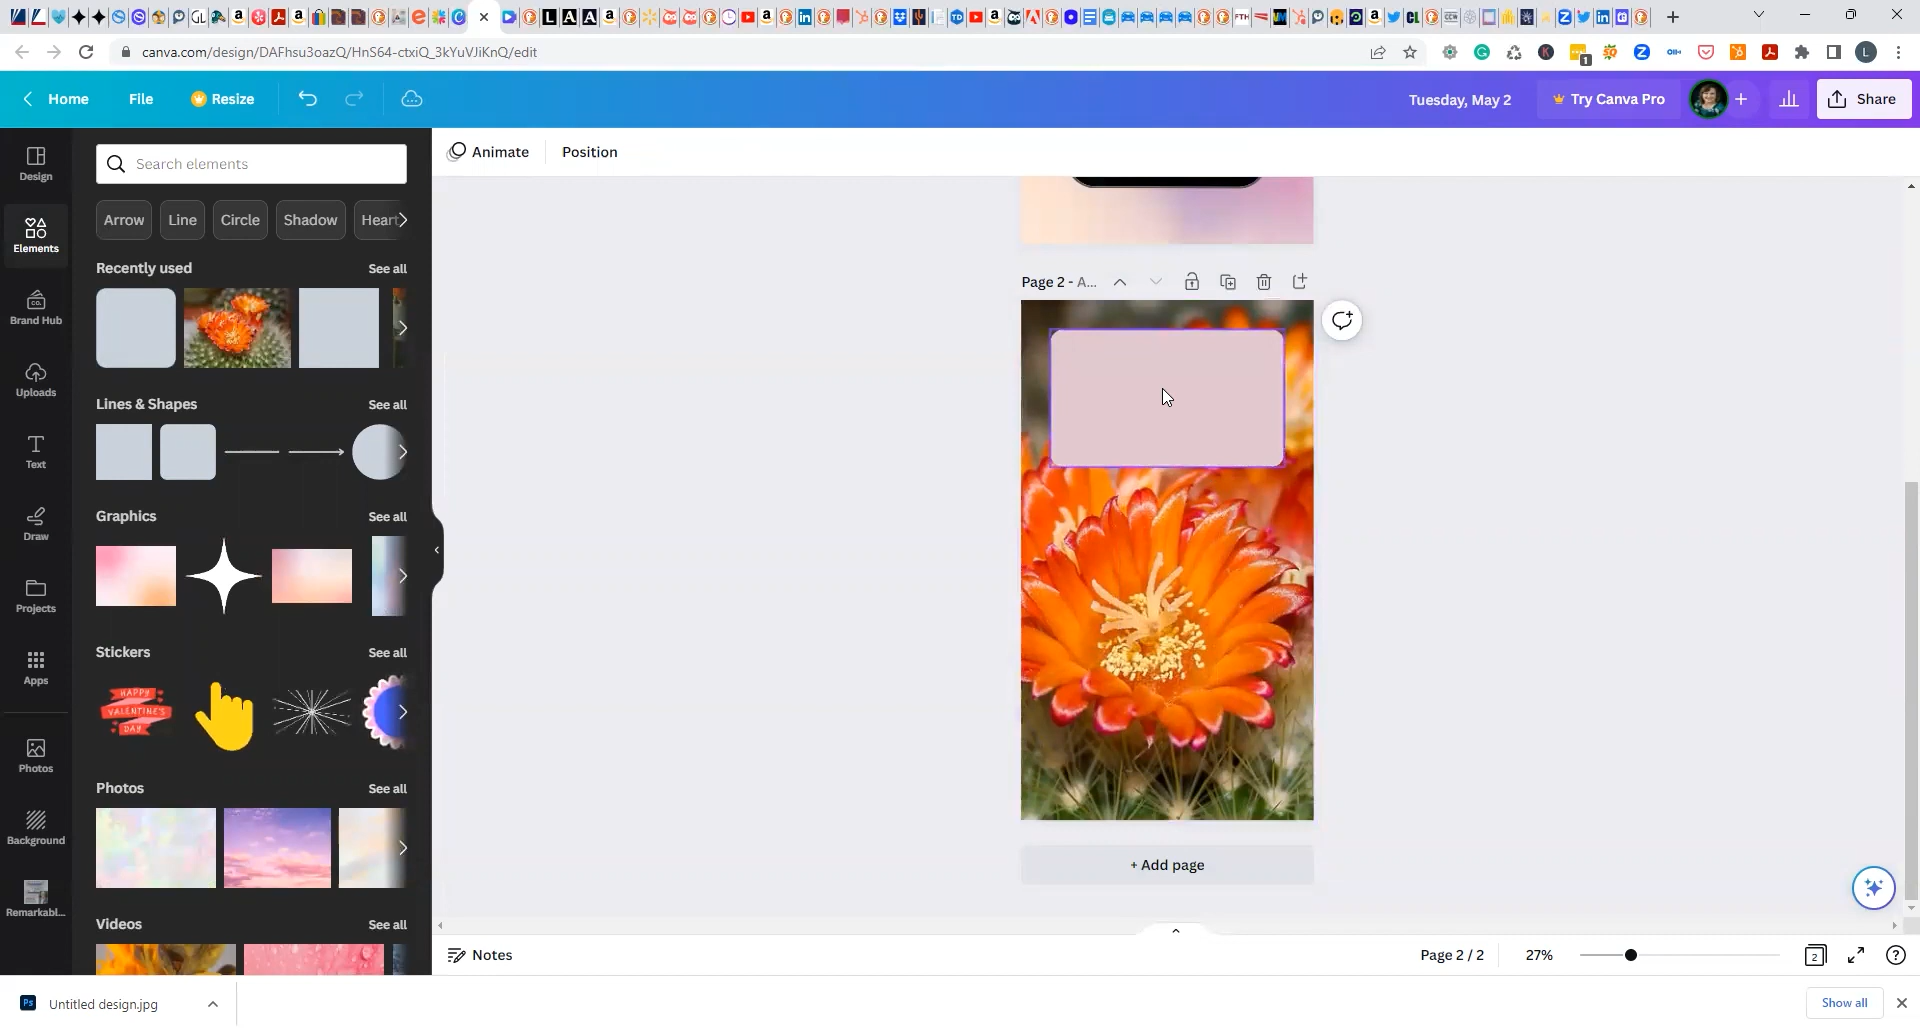 canva.com/design/DAFhsu3oazQ/HnS64-ctxiQ_3kYuVJiKnQ/edit
Home
File
Resize
Tuesday, May 2
Try Canva Pro
Share
Design
Elements
Brand Hub
Uploads
Text
Draw
Projects
Apps
Photos
Background
Remarkabl...
Search elements
Arrow
Line
Circle
Shadow
Heart
Recently used
See all
Lines & Shapes
See all
Graphics
See all
Stickers
See all
HAPPY
VALENTINE'S
DAY
Photos
See all
Videos
See all
Animate
Position
Page 2 - A...
+ Add page
Notes
Page 2 / 2
27%
2
Untitled design.jpg
Show all